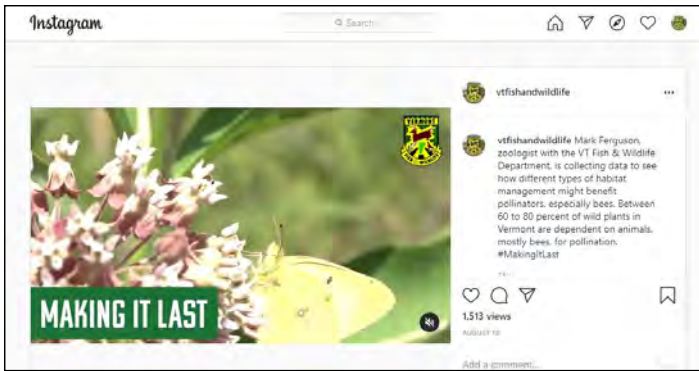 Instagram
Search
vtfishandwildlife
VERMONT
vtfishandwildlife Mark Ferguson,
zoologist with the VT Fish & Wildlife
Department, is collecting data to see
how different types of habitat
management might benefit
pollinators, especially bees. Between
60 to 80 percent of wild plants in
Vermont are dependent on animals,
mostly bees, for pollination.
#MakingItLast
MAKING IT LAST
1,513 views
Add a comment...